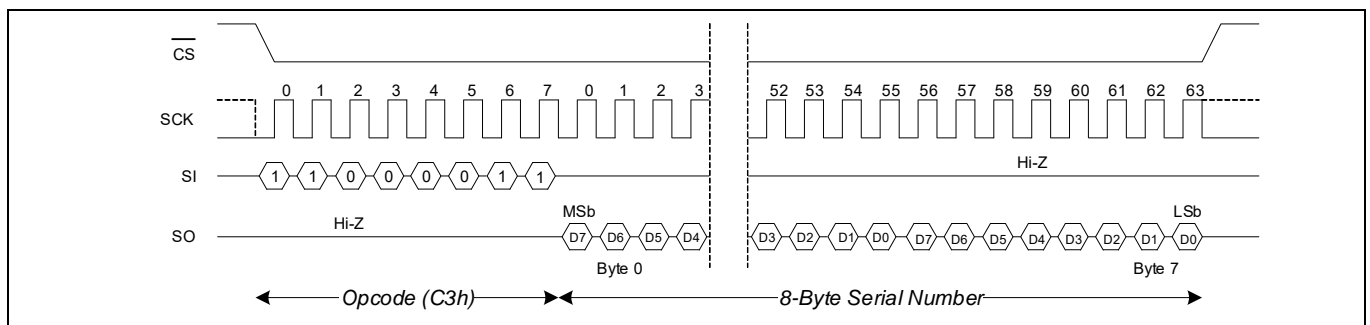 CS
0 1 2 3 4 5 6 7 0 1 2 3 52 53 54 55 56 57 58 59 60 61 62 63
SCK
Hi-Z
SI 1 1 0 0 0 0 1 1
Hi-Z MSb LSb
SO D7 D6 D5 D4 D3 D2 D1 D0 D7 D6 D5 D4 D3 D2 D1 D0
Byte 0 Byte 7
Opcode (C3h) 8-Byte Serial Number